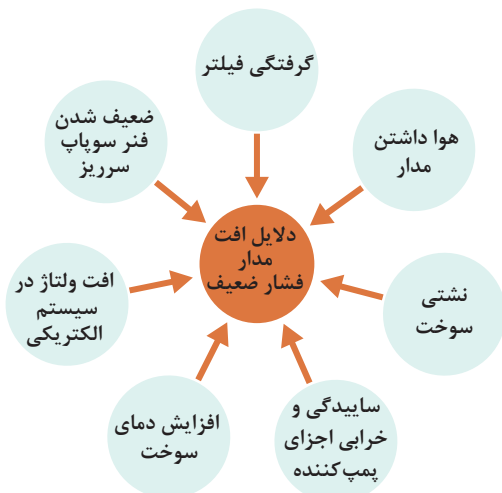 گرفتگی فیلتر
هوا داشتن
مدار
نشتی
سوخت
ساییدگی و
خرابی اجزای
پمپ‌کننده
افزایش دمای
سوخت
افت ولتاژ در
سیستم
الکتریکی
ضعیف شدن
فنر سوپاپ
سرریز
دلایل افت
مدار
فشار ضعیف